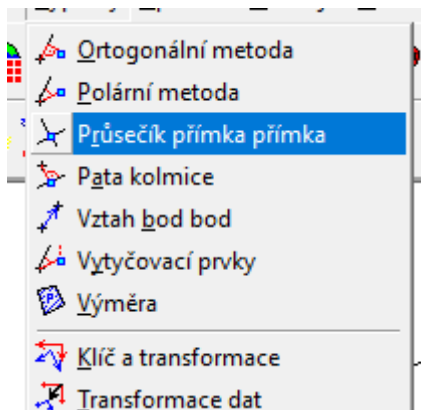 Ortogonální metoda
Polární metoda
Průsečík přímka přímka
Pata kolmice
Vztah bod bod
Vytyčovací prvky
Výměra
Klíč a transformace
Transformace dat